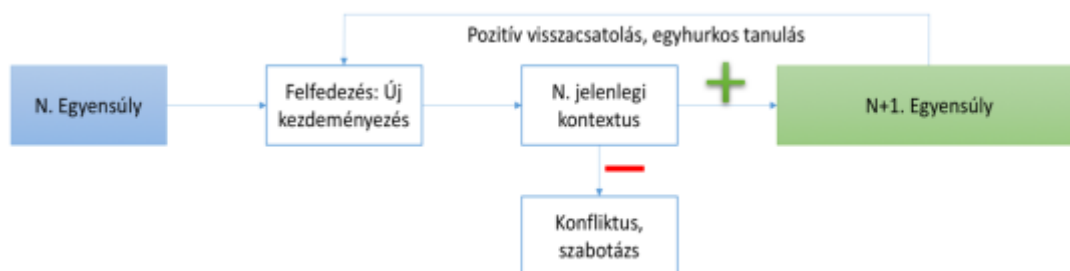 Pozitív visszacsatolás, egyhurkos tanulás
N. Egyensúly
Felfedezés: Új
kezdeményezés
N. jelenlegi
kontextus
N+1. Egyensúly
Konfliktus,
szabotázs